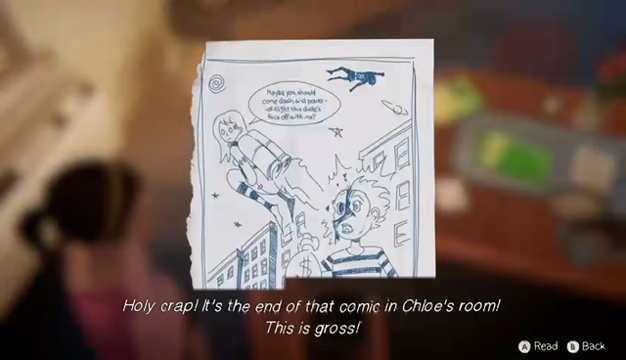 Maybe you should
come down and power-
of-flight this dude's
face off with me?
$
Holy crap! It's the end of that comic in Chloe's room!
This is gross!
A Read B Back